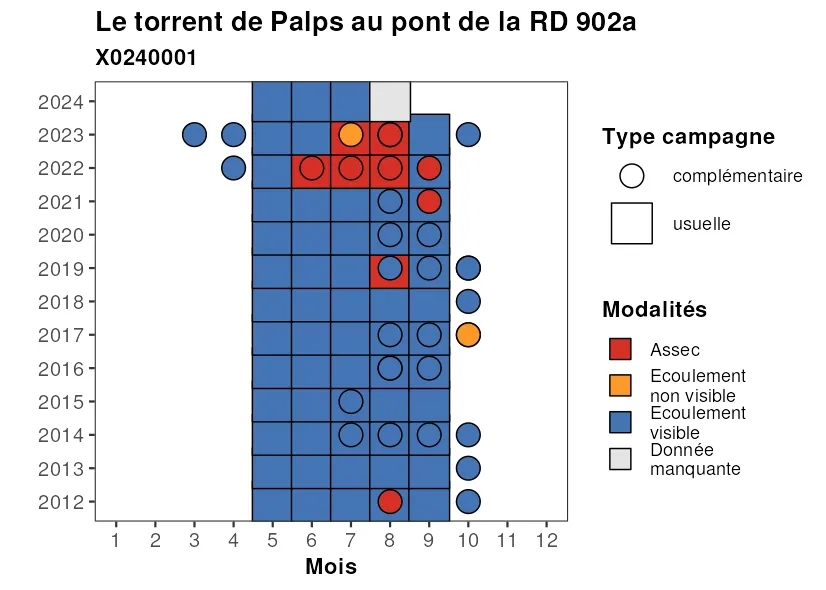 Le torrent de Palps au pont de la RD 902a
X0240001
2024
2023
2022
2021
2020
2019
2018
2017
2016
2015
2014
2013
2012
1 2 3 4 5 6 7 8 9 10 11 12
Mois
Type campagne
complémentaire
usuelle
Modalités
Assec
Ecoulement
non visible
Ecoulement
visible
Donnée
manquante